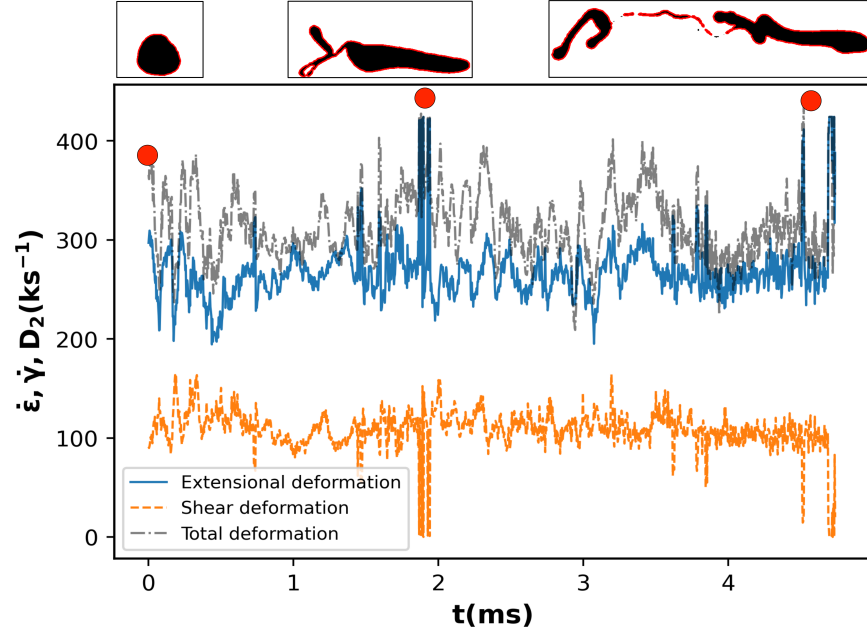 400
300
200
100
0
ε̇, γ̇, D₂(ks⁻¹)
Extensional deformation
Shear deformation
Total deformation
0 1 2 3 4
t(ms)